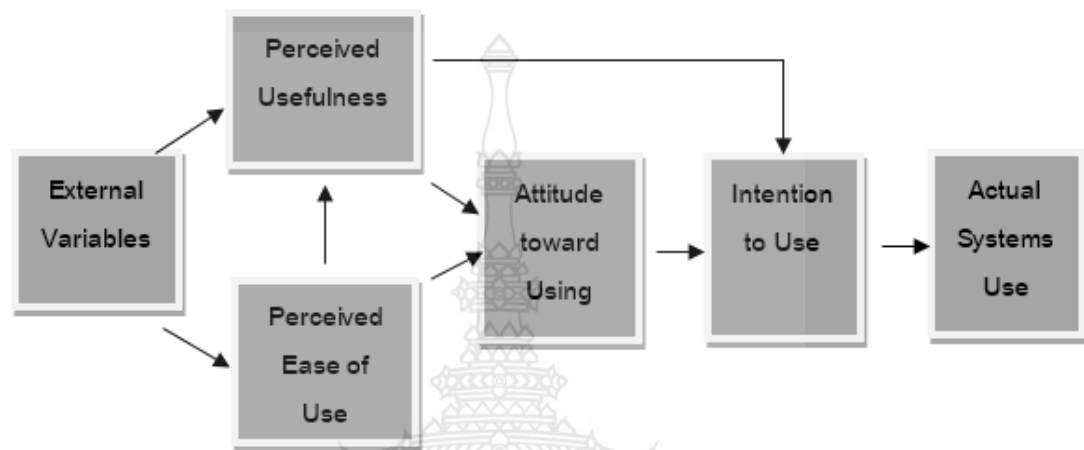 External
Variables
Perceived
Usefulness
Perceived
Ease of
Use
Attitude
toward
Using
Intention
to Use
Actual
Systems
Use